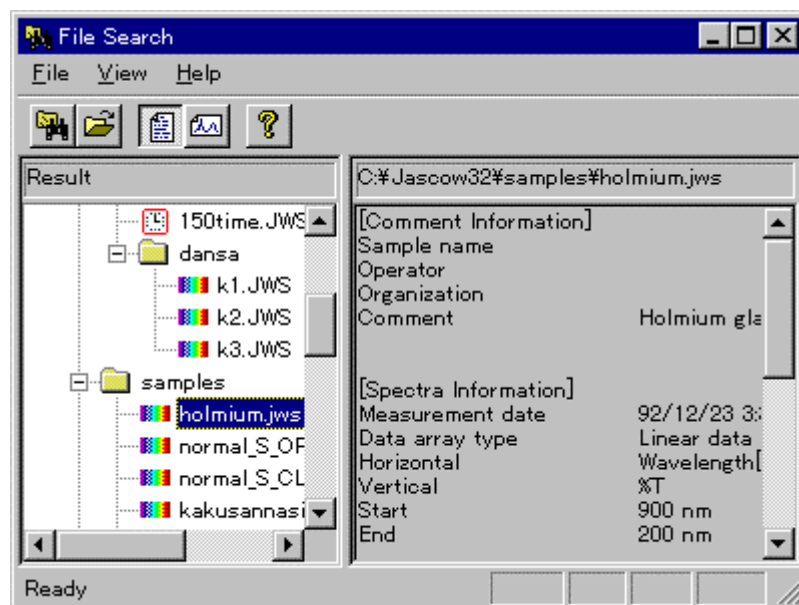 File Search
File View Help
Result
150time.JWS
dansa
k1.JWS
k2.JWS
k3.JWS
samples
holmium.jws
normal_S_OP
normal_S_CL
kakusannasi
C:¥Jascow32¥samples¥holmium.jws
[Comment Information]
Sample name
Operator
Organization
Comment Holmium gla
[Spectra Information]
Measurement date 92/12/23 3:
Data array type Linear data
Horizontal Wavelength[
Vertical %T
Start 900 nm
End 200 nm
Ready